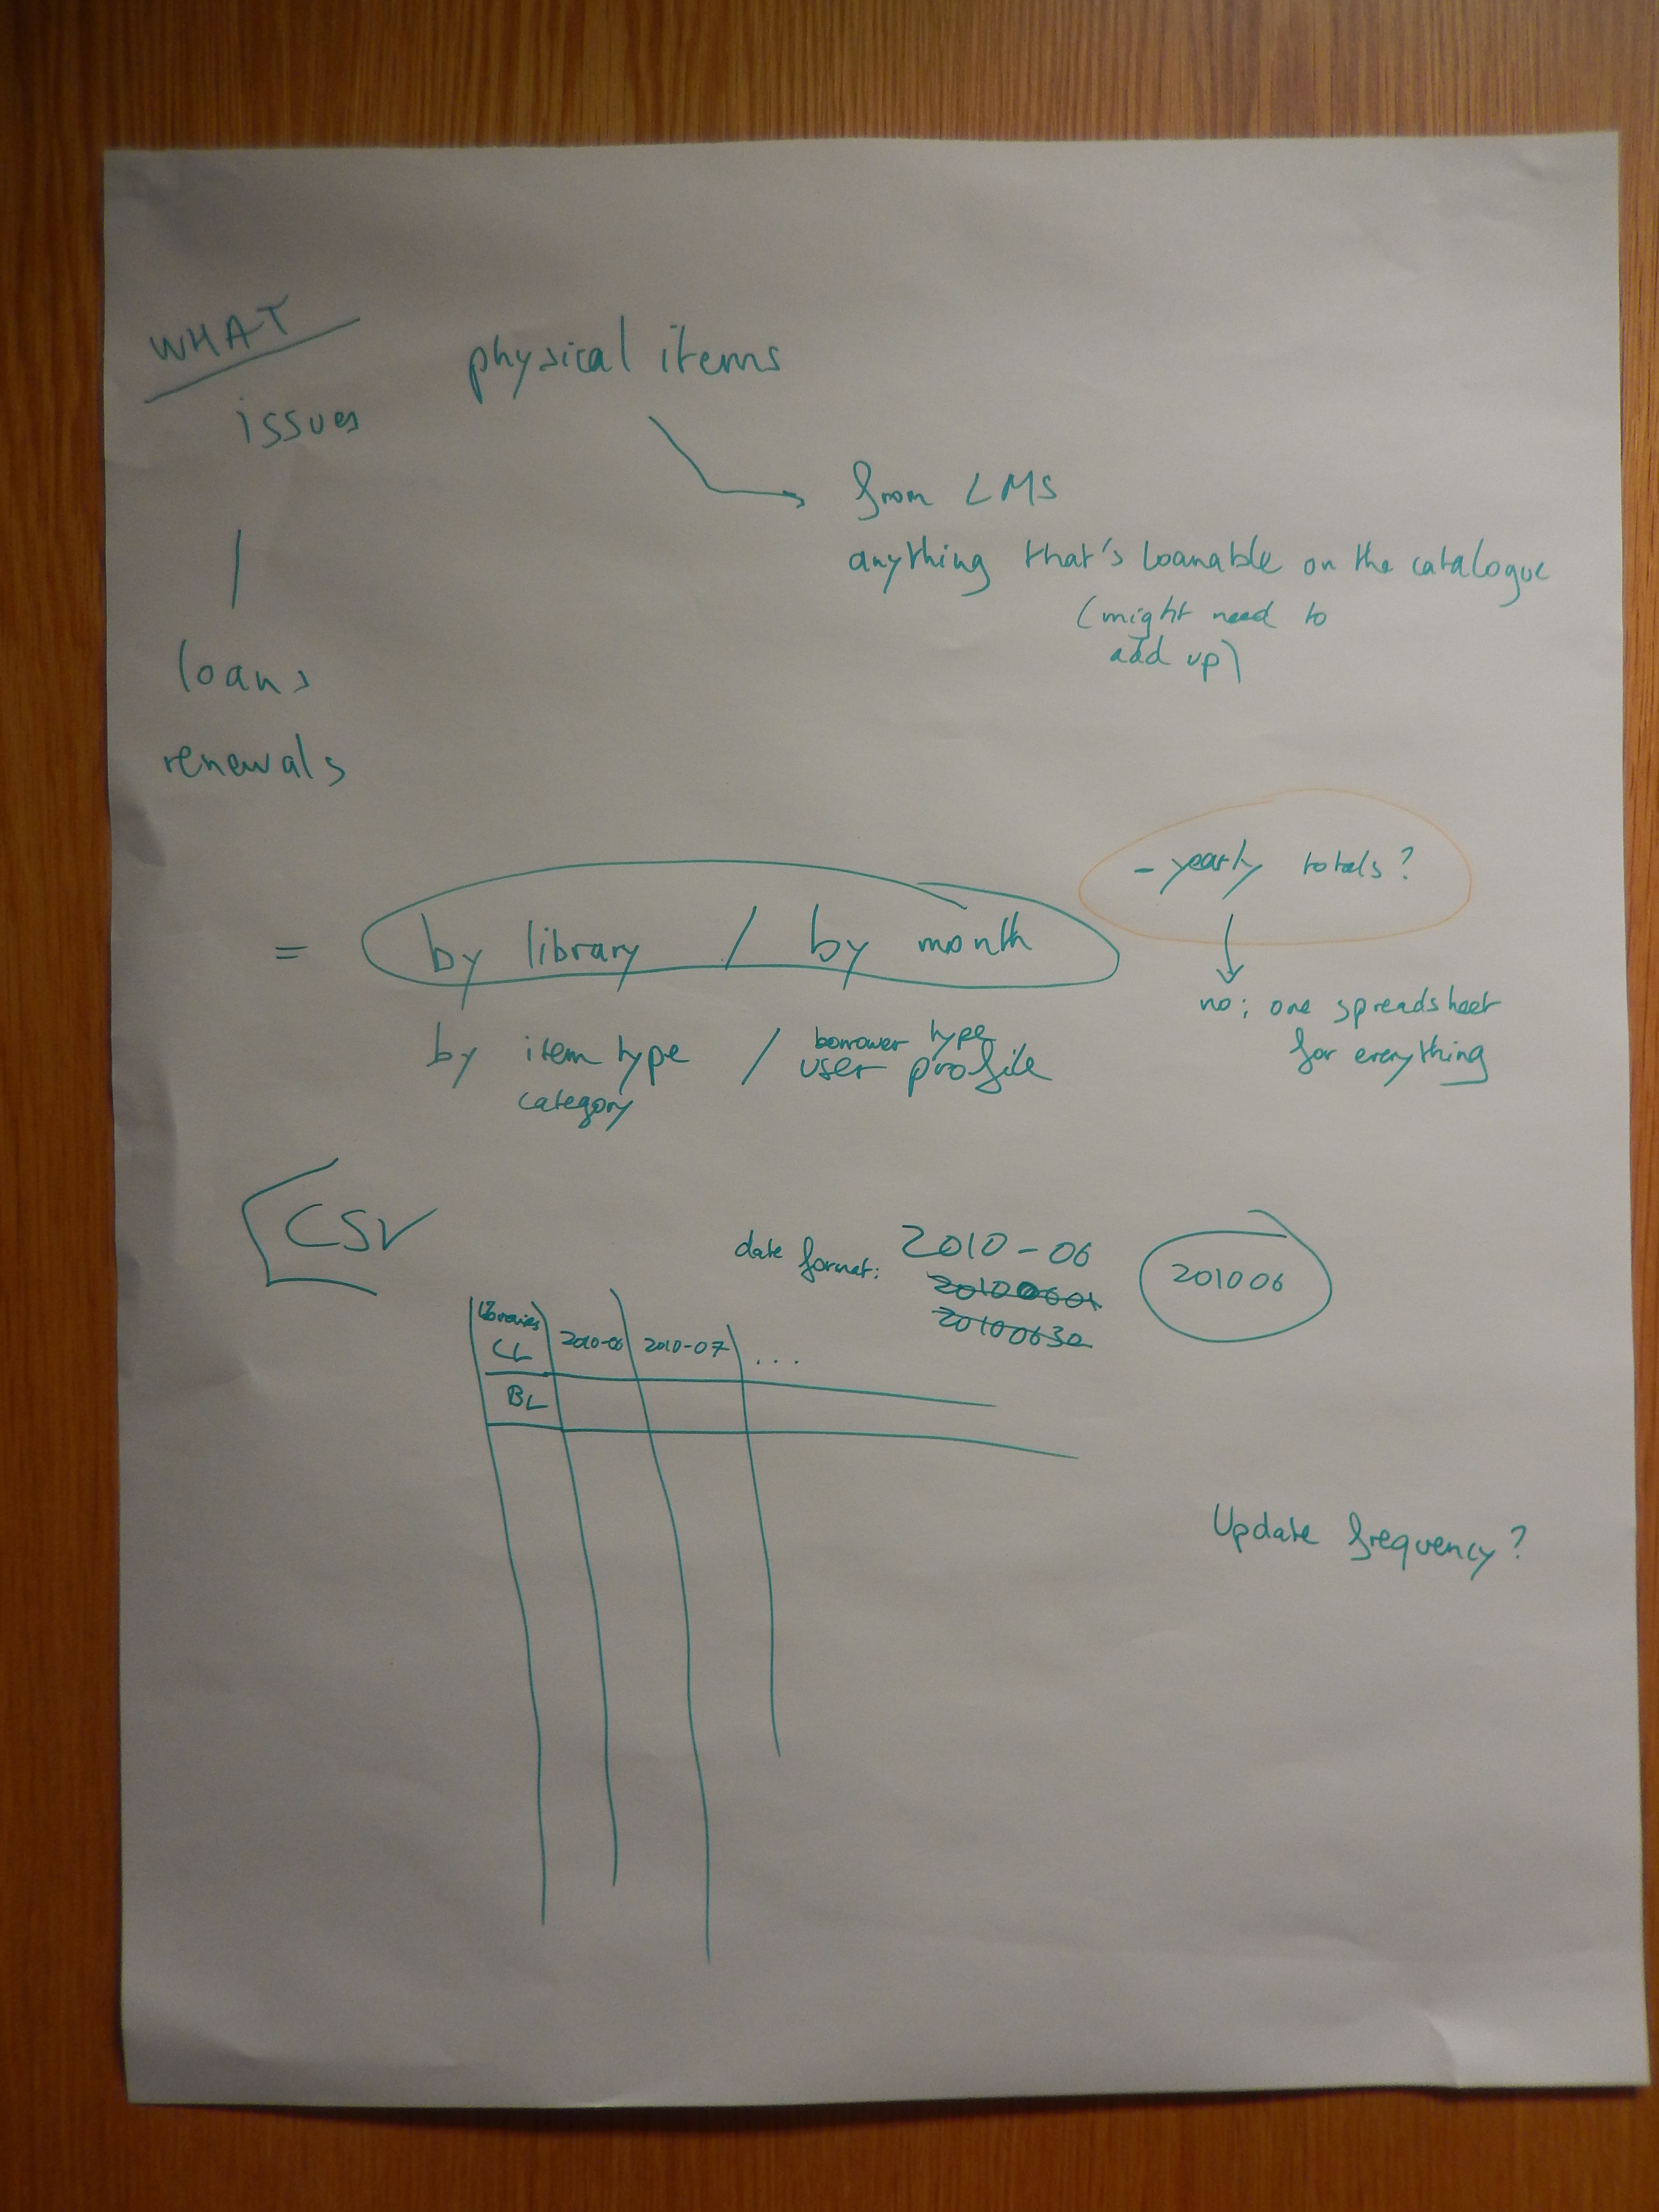 WHAT
issues
physical items
from LMS
anything that's loanable on the catalogue
(might need to
add up)
loans
renewals
- yearly totals?
= by library / by month
no; one spreadsheet
for everything
borrower type
by item type / user profile
category
CSV
date format: 2010-06
20100601
20100630
201006
libraries
CL 2010-06 2010-07 ...
BL
Update frequency?